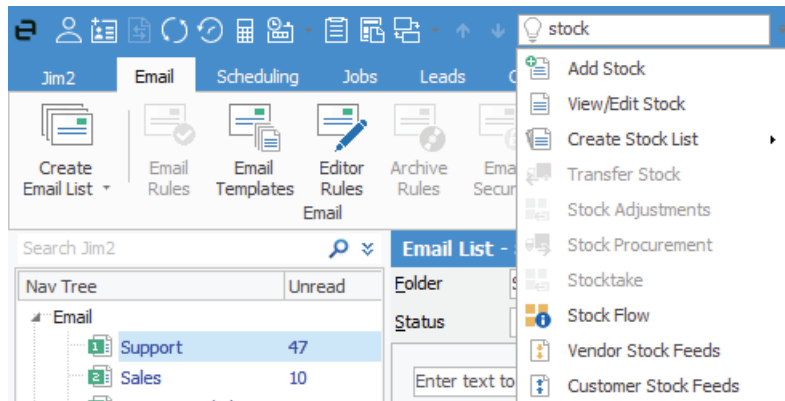 stock
Jim2 Email Scheduling Jobs Leads
Add Stock
View/Edit Stock
Create Stock List
Transfer Stock
Stock Adjustments
Stock Procurement
Stocktake
Stock Flow
Vendor Stock Feeds
Customer Stock Feeds
Create Email List
Email Rules
Email Templates
Editor Rules
Archive Rules
Email
Search Jim2
Email List -
Nav Tree Unread
Folder
Email
Status
Support 47
Sales 10
Enter text to